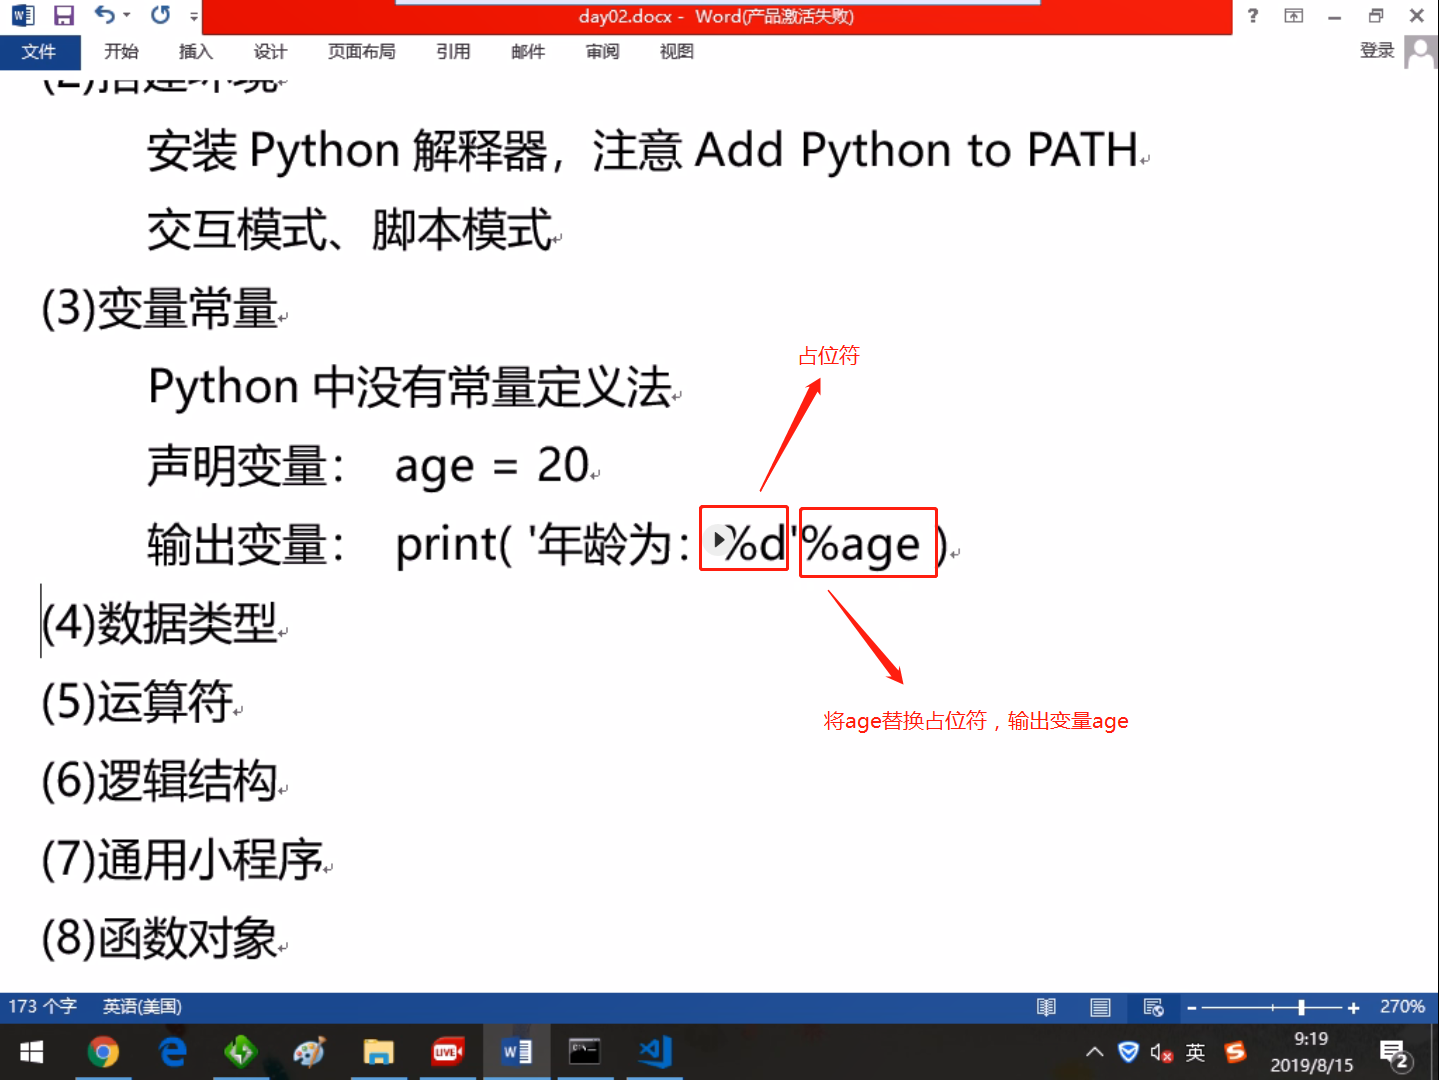 day02.docx - Word(产品激活失败)
文件 开始 插入 设计 页面布局 引用 邮件 审阅 视图 登录
(2)搭建环境
安装 Python 解释器，注意 Add Python to PATH
交互模式、脚本模式
(3)变量常量
占位符
Python 中没有常量定义法
声明变量： age = 20
输出变量： print( '年龄为：%d'%age )
(4)数据类型
(5)运算符
将age替换占位符，输出变量age
(6)逻辑结构
(7)通用小程序
(8)函数对象
173 个字 英语(美国) 270%
LIVE 英 9:19
2019/8/15 2